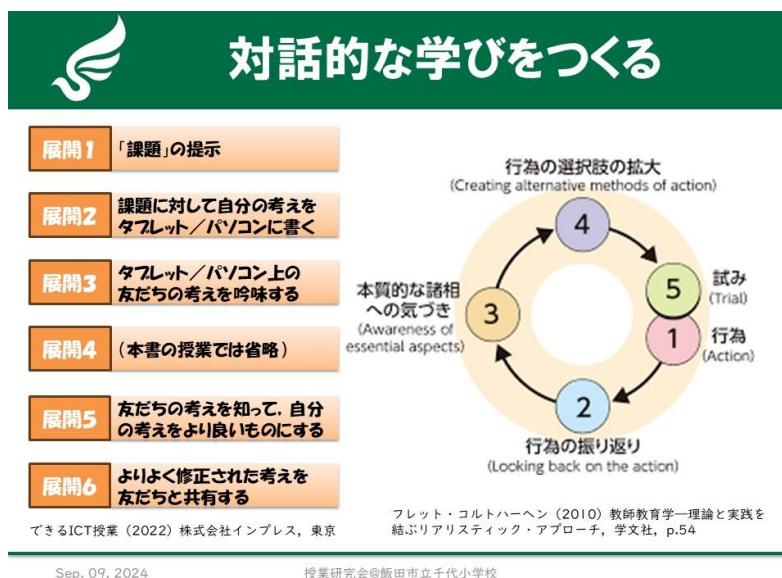 対話的な学びをつくる
展開1 「課題」の提示
展開2 課題に対して自分の考えを
タブレット／パソコンに書く
展開3 タブレット／パソコン上の
友だちの考えを吟味する
展開4 (本書の授業では省略)
展開5 友だちの考えを知って，自分
の考えをより良いものにする
展開6 よりよく修正された考えを
友だちと共有する
できるICT授業（2022）株式会社インプレス，東京
行為の選択肢の拡大
(Creating alternative methods of action)
4
本質的な諸相
への気づき
(Awareness of
essential aspects)
3
5
試み
(Trial)
1
行為
(Action)
2
行為の振り返り
(Looking back on the action)
フレット・コルトハーヘン（2010）教師教育学―理論と実践を
結ぶリアリスティック・アプローチ，学文社，p.54
Sep. 09, 2024
授業研究会@飯田市立千代小学校